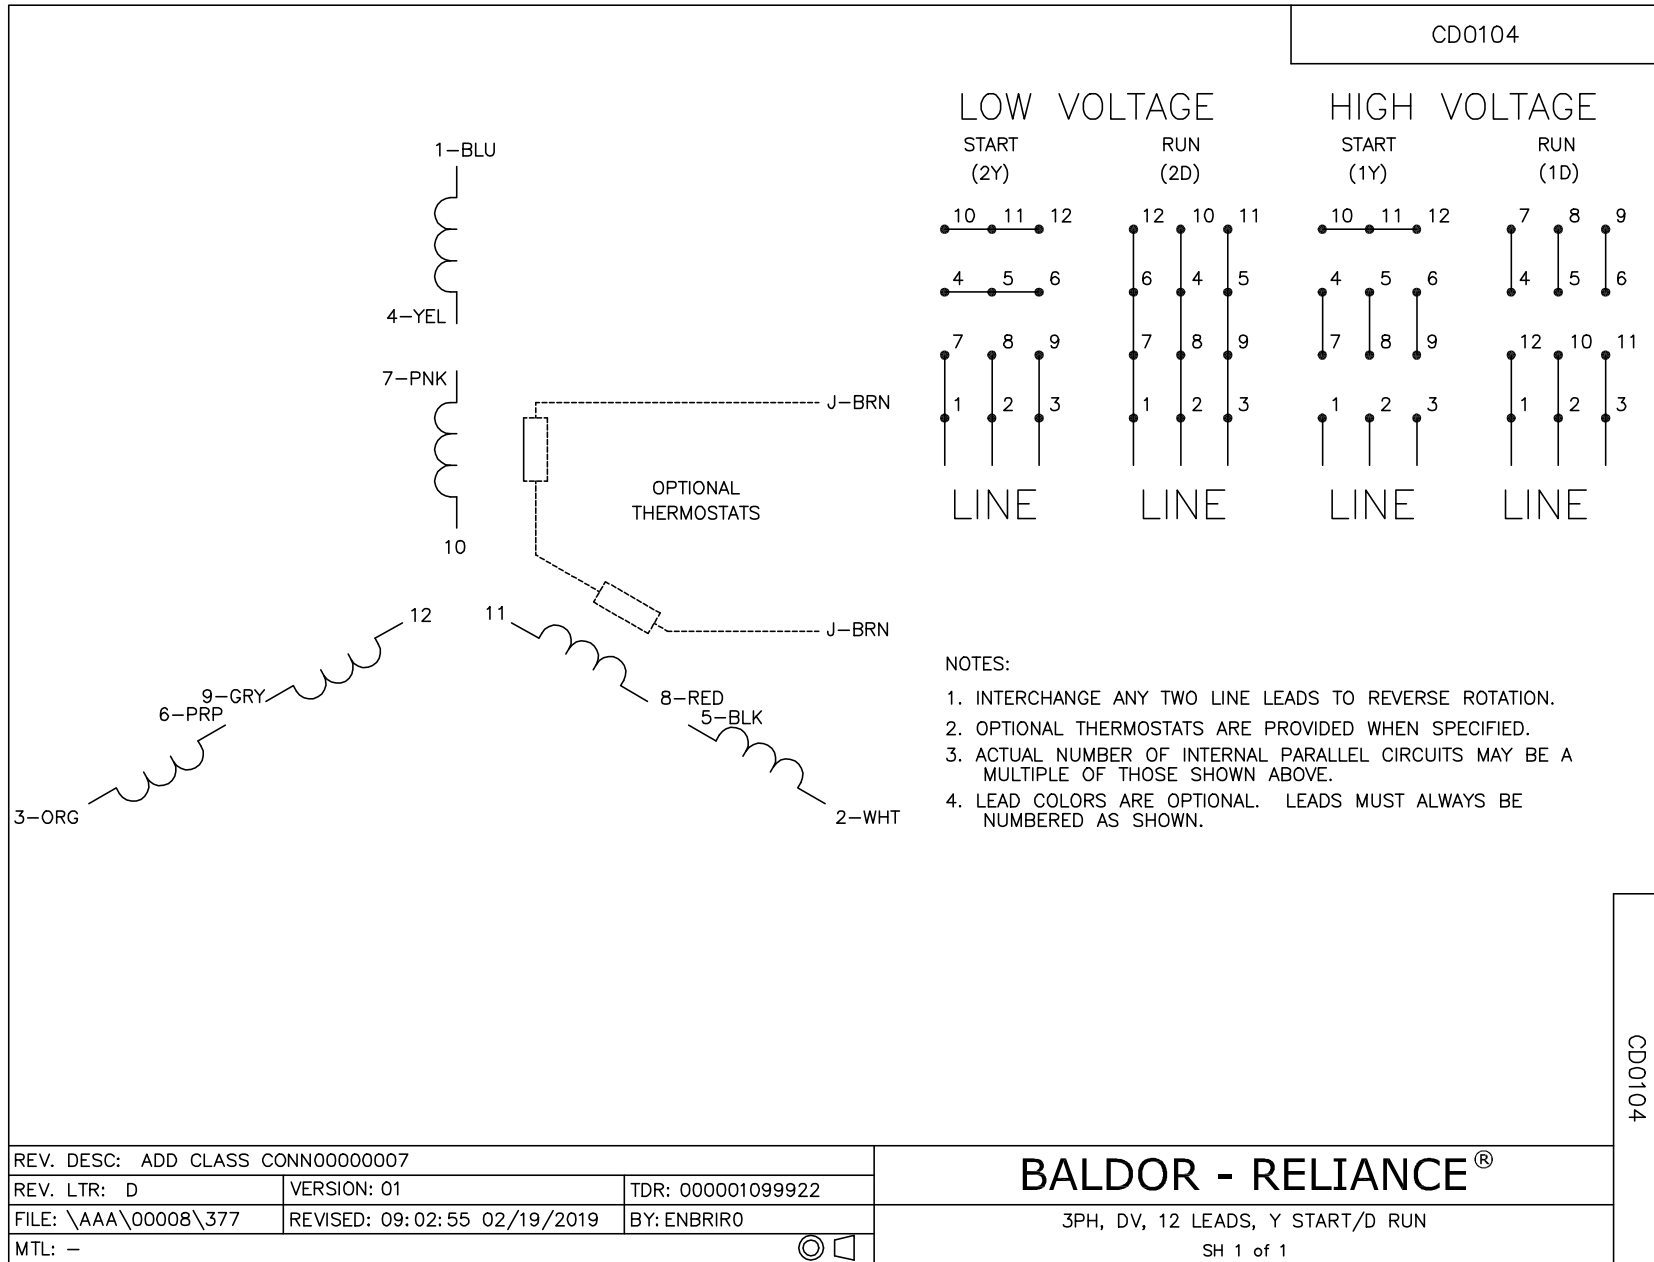 CD0104
LOW VOLTAGE
START
(2Y)
RUN
(2D)
10 11 12
4 5 6
7 8 9
1 2 3
LINE
12 10 11
6 4 5
7 8 9
1 2 3
LINE
HIGH VOLTAGE
START
(1Y)
RUN
(1D)
10 11 12
4 5 6
7 8 9
1 2 3
LINE
7 8 9
4 5 6
12 10 11
1 2 3
LINE
1-BLU
4-YEL
7-PNK
10
J-BRN
OPTIONAL
THERMOSTATS
J-BRN
12
11
9-GRY
6-PRP
3-ORG
8-RED
5-BLK
2-WHT
NOTES:
1. INTERCHANGE ANY TWO LINE LEADS TO REVERSE ROTATION.
2. OPTIONAL THERMOSTATS ARE PROVIDED WHEN SPECIFIED.
3. ACTUAL NUMBER OF INTERNAL PARALLEL CIRCUITS MAY BE A
MULTIPLE OF THOSE SHOWN ABOVE.
4. LEAD COLORS ARE OPTIONAL. LEADS MUST ALWAYS BE
NUMBERED AS SHOWN.
CD0104
REV. DESC: ADD CLASS CONN00000007
REV. LTR: D
VERSION: 01
TDR: 000001099922
FILE: \AAA\00008\377
REVISED: 09:02:55 02/19/2019
BY: ENBRIR0
MTL: -
BALDOR - RELIANCE®
3PH, DV, 12 LEADS, Y START/D RUN
SH 1 of 1